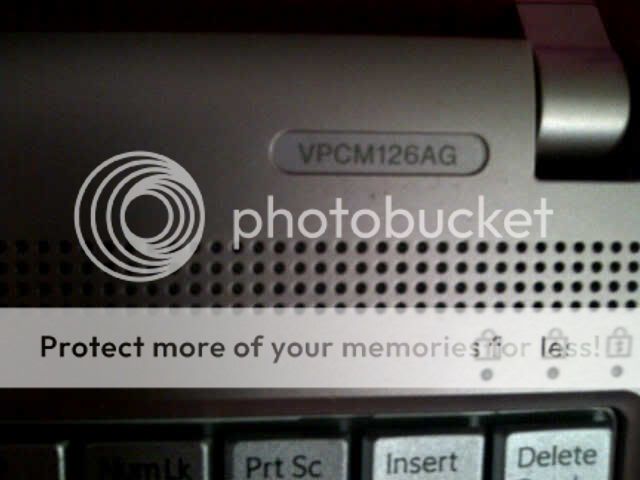 VPCM126AG
photobucket
Protect more of your memories for less!
NumLk
Prt Sc
Insert
Delete